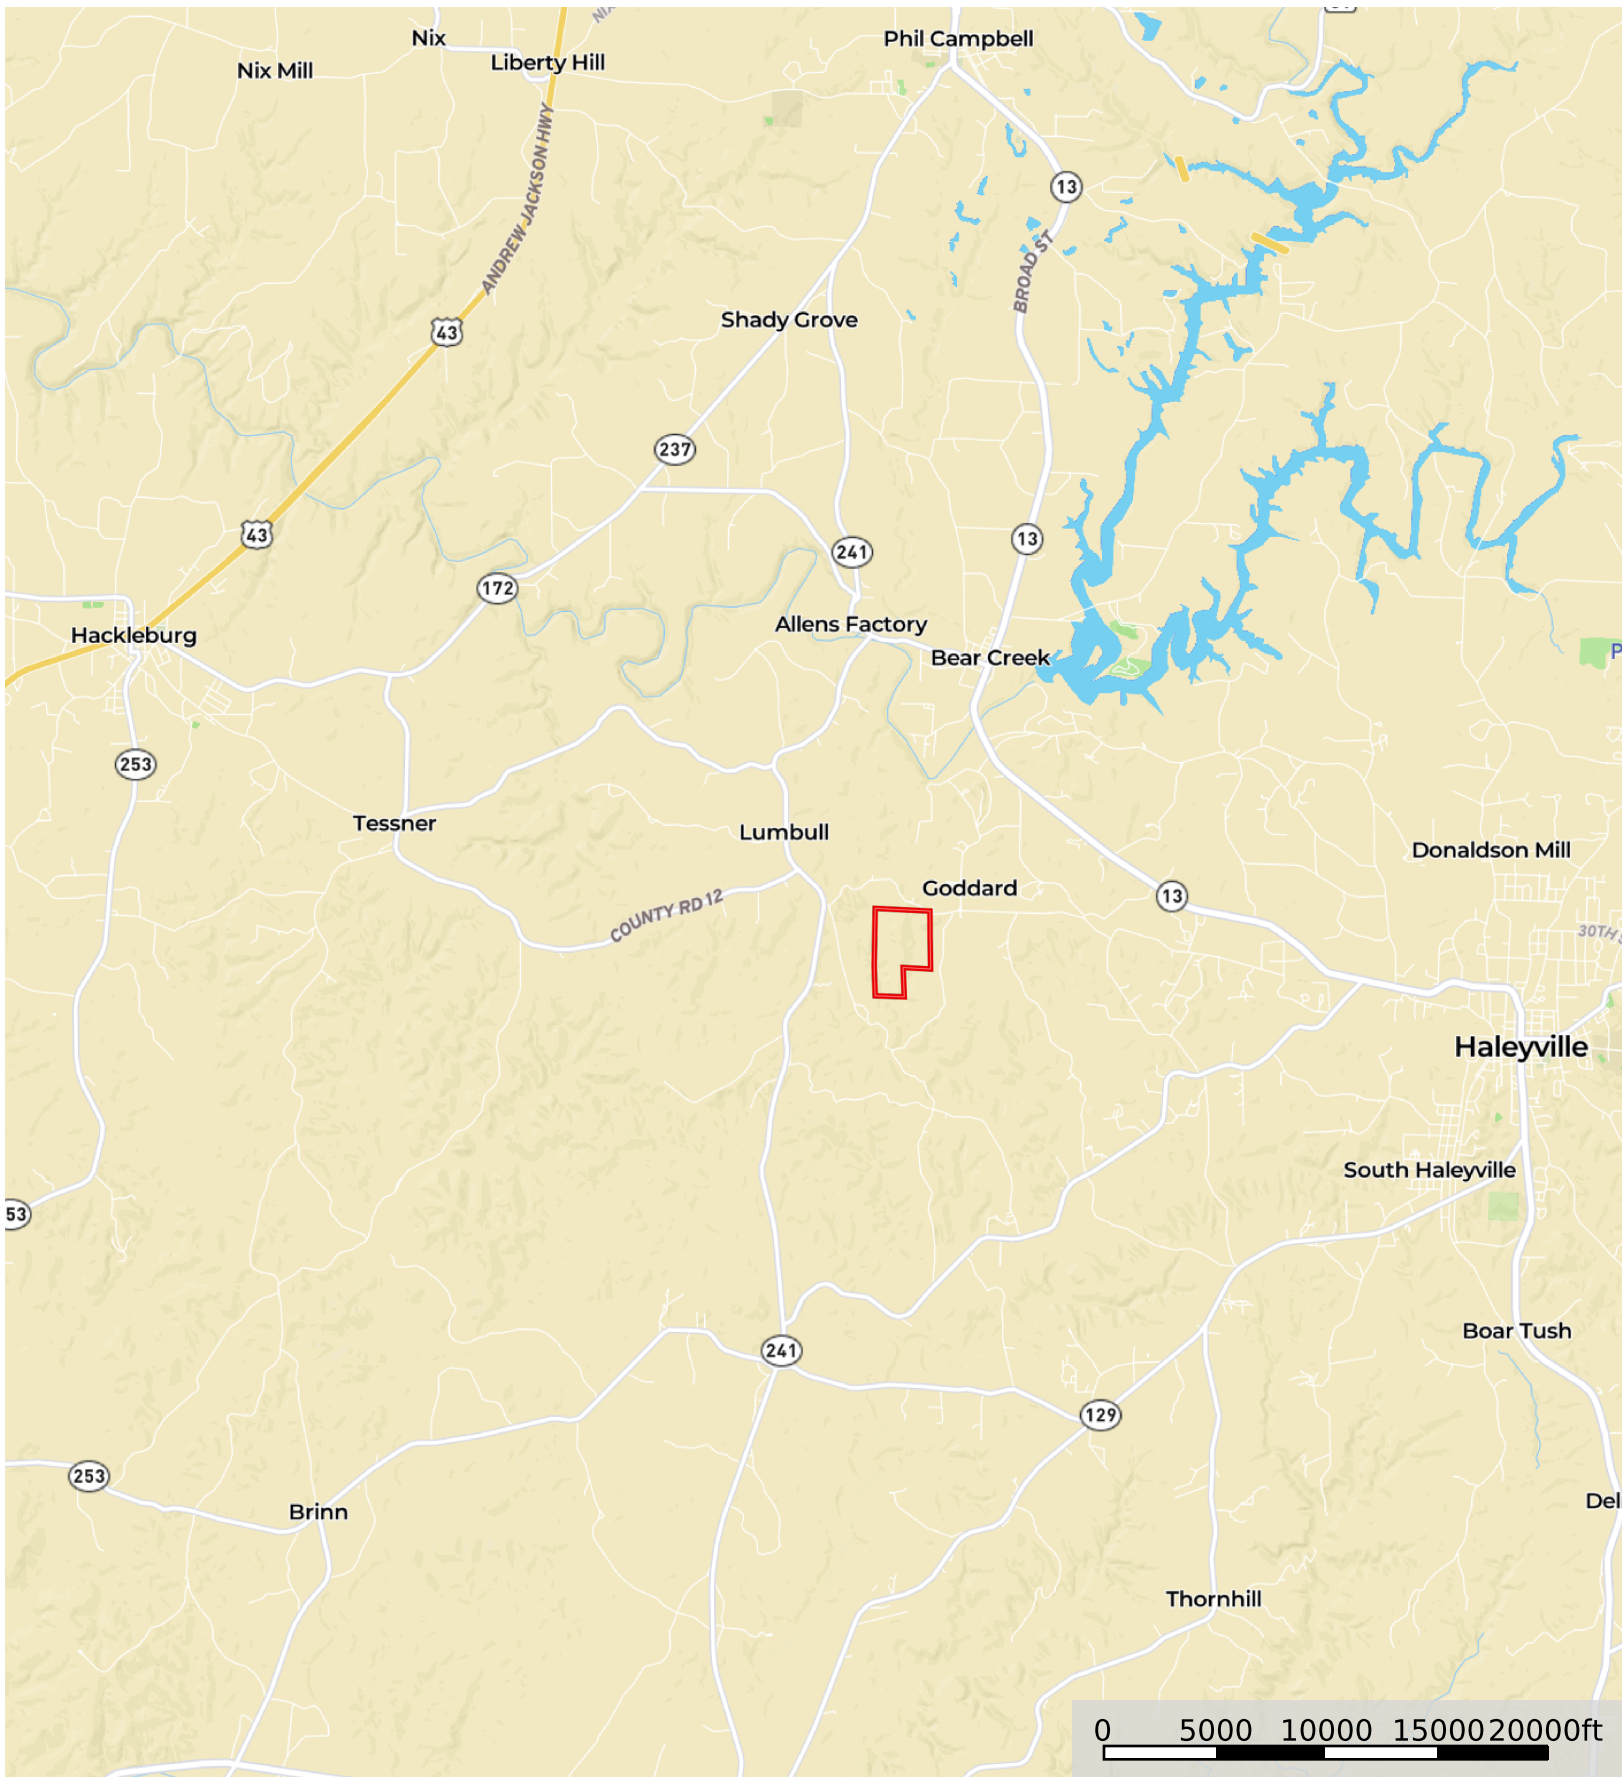 Nix
Phil Campbell
Liberty Hill
Nix Mill
ANDREW JACKSON HWY
13
BROAD ST
Shady Grove
43
237
43
13
241
172
Allens Factory
Hackleburg
Bear Creek
P
253
Tessner
Lumbull
Donaldson Mill
Goddard
13
COUNTY RD 12
30TH
Haleyville
South Haleyville
53
Boar Tush
241
129
253
Del
Brinn
Thornhill
0 5000 10000 15000 20000ft